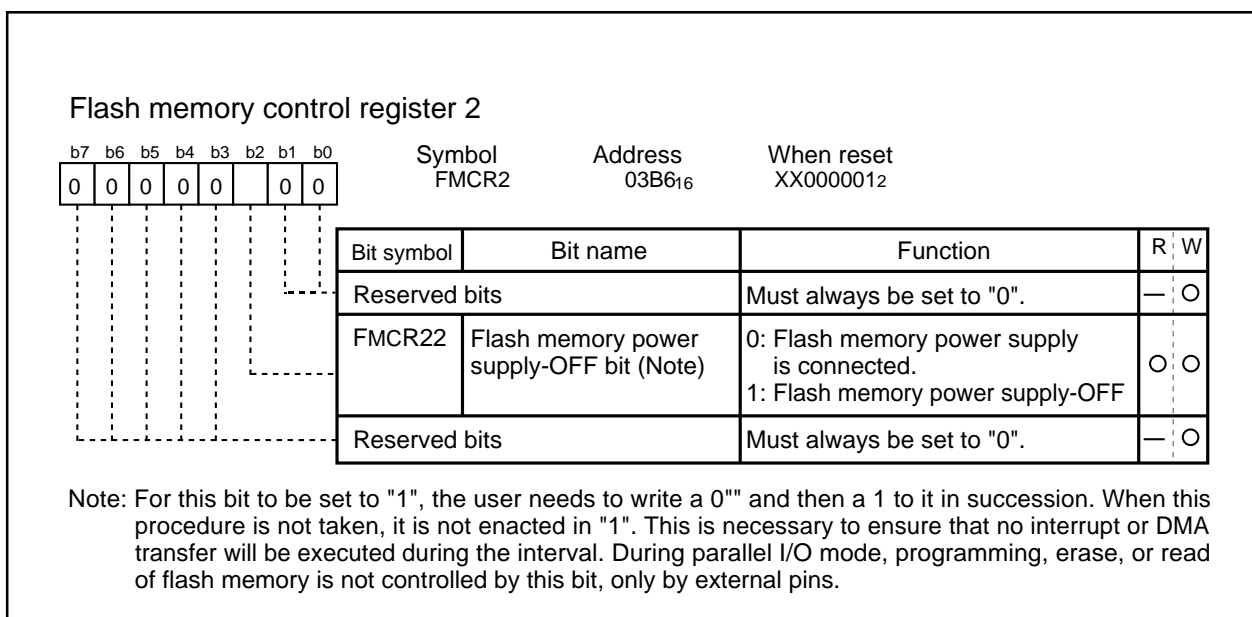 Flash memory control register 2
b7 b6 b5 b4 b3 b2 b1 b0
0 0 0 0 0 0 0
Symbol Address When reset
FMCR2 03B616 XX0000012
Bit symbol Bit name Function R W
Reserved bits Must always be set to "0". — O
FMCR22 Flash memory power supply-OFF bit (Note) 0: Flash memory power supply
is connected.
1: Flash memory power supply-OFF O O
Reserved bits Must always be set to "0". — O
Note: For this bit to be set to "1", the user needs to write a 0"" and then a 1 to it in succession. When this
procedure is not taken, it is not enacted in "1". This is necessary to ensure that no interrupt or DMA
transfer will be executed during the interval. During parallel I/O mode, programming, erase, or read
of flash memory is not controlled by this bit, only by external pins.